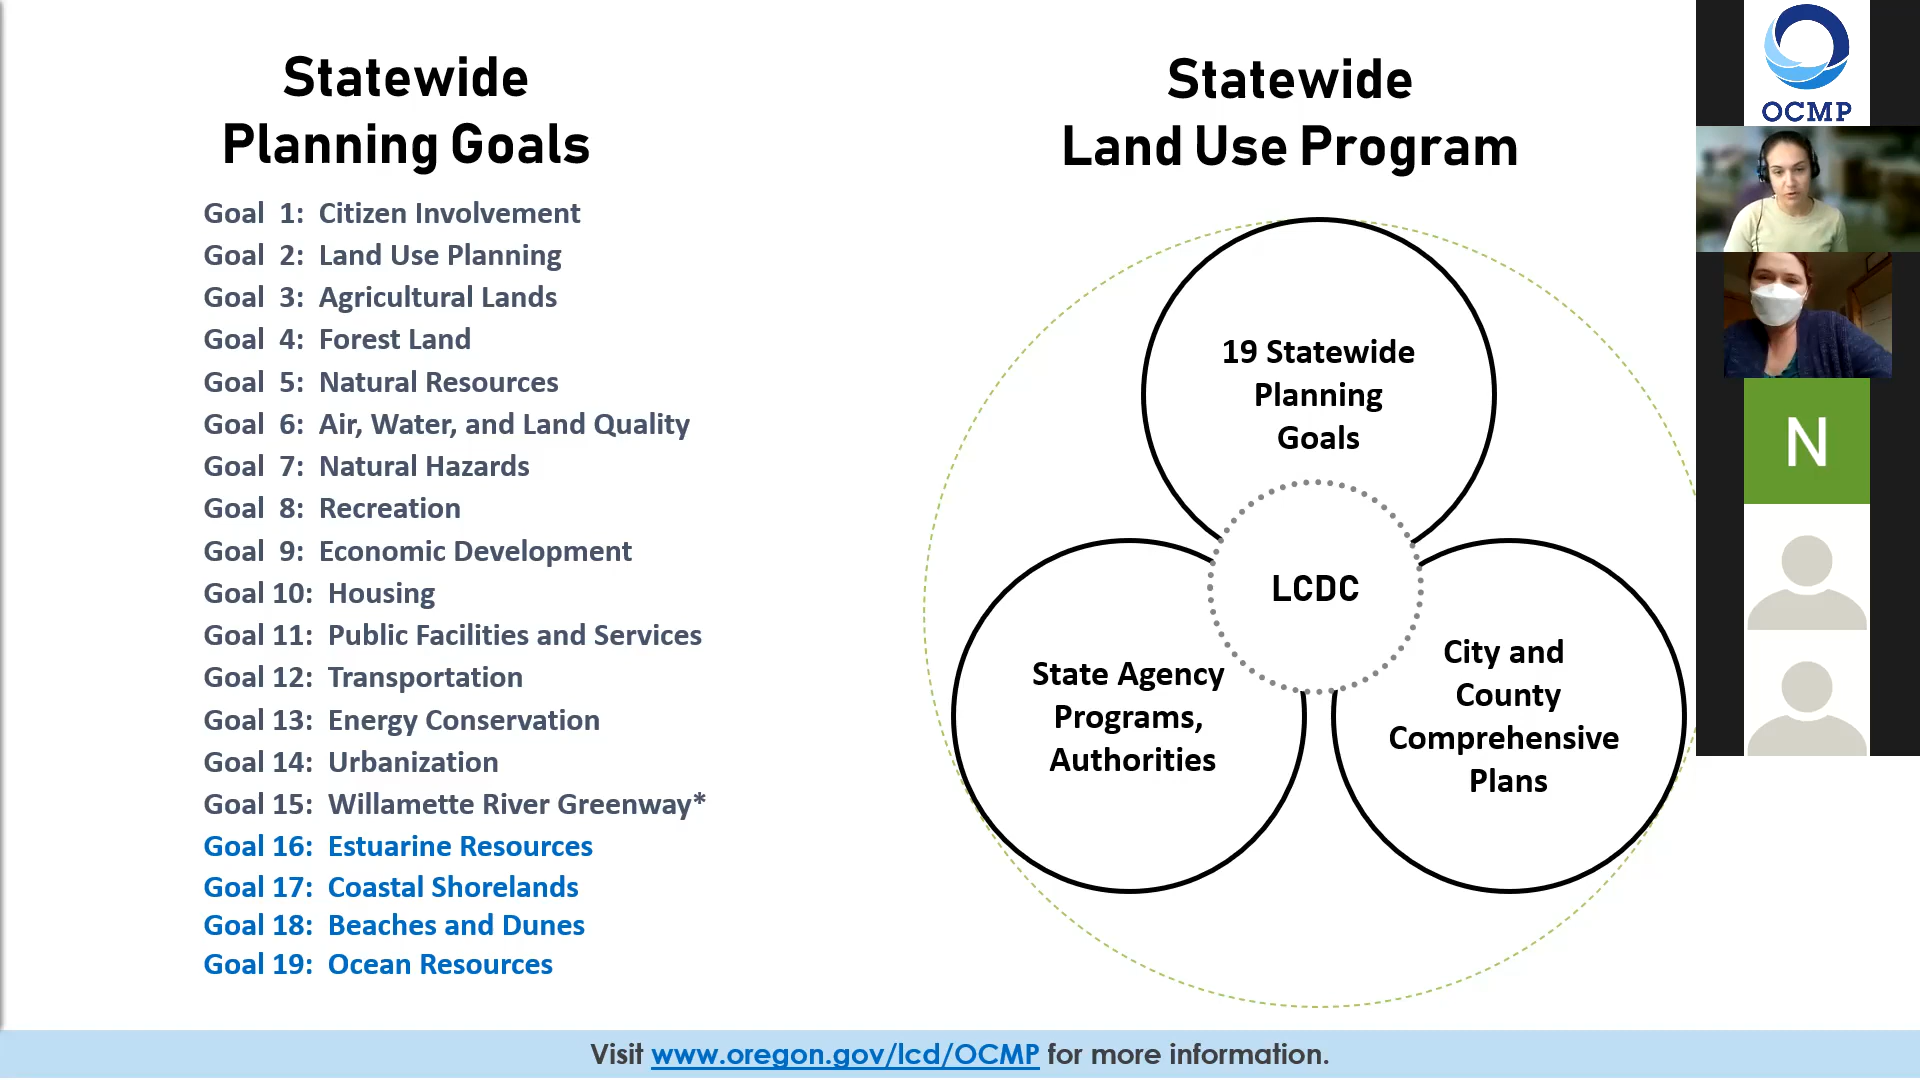 Statewide
Planning Goals
Goal 1: Citizen Involvement
Goal 2: Land Use Planning
Goal 3: Agricultural Lands
Goal 4: Forest Land
Goal 5: Natural Resources
Goal 6: Air, Water, and Land Quality
Goal 7: Natural Hazards
Goal 8: Recreation
Goal 9: Economic Development
Goal 10: Housing
Goal 11: Public Facilities and Services
Goal 12: Transportation
Goal 13: Energy Conservation
Goal 14: Urbanization
Goal 15: Willamette River Greenway*
Goal 16: Estuarine Resources
Goal 17: Coastal Shorelands
Goal 18: Beaches and Dunes
Goal 19: Ocean Resources
Statewide
Land Use Program
19 Statewide
Planning
Goals
LCDC
State Agency
Programs,
Authorities
City and
County
Comprehensive
Plans
OCMP
N
Visit www.oregon.gov/lcd/OCMP for more information.